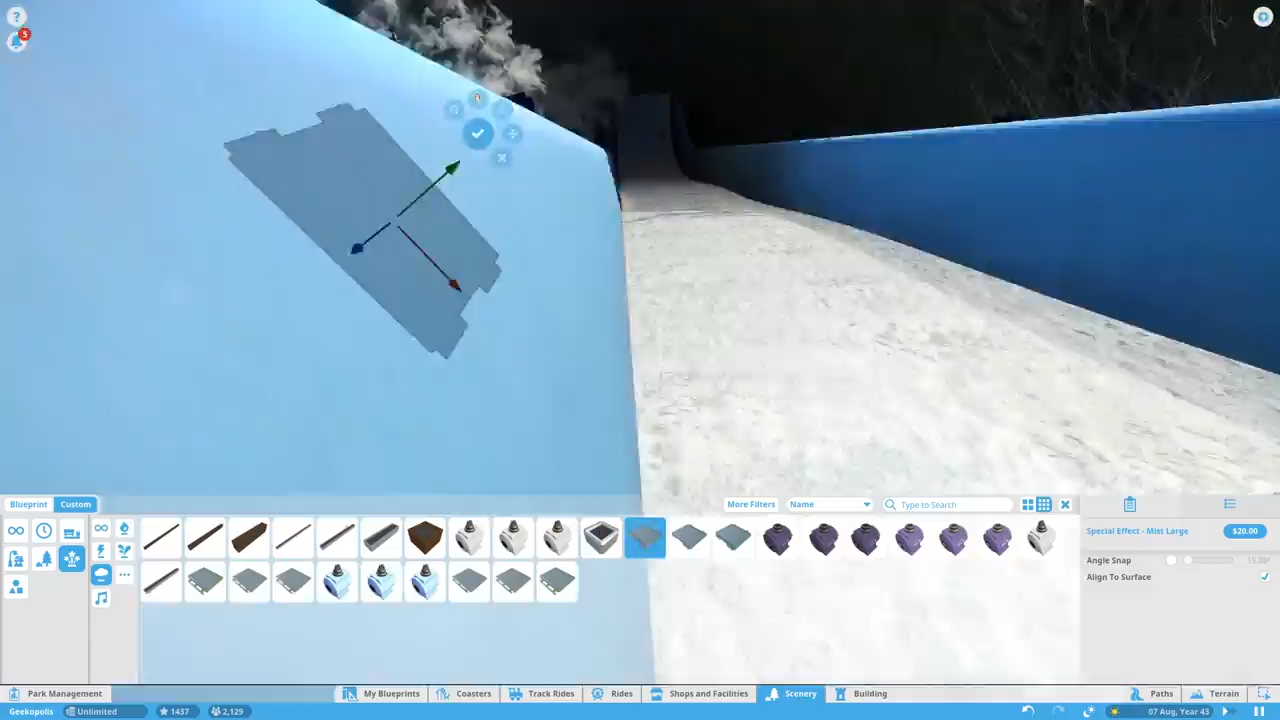 ?
5
Blueprint
Custom
More Filters
Name
Type to Search
Special Effect - Mist Large
$20.00
Angle Snap
15.00°
Align To Surface
Park Management
My Blueprints
Coasters
Track Rides
Rides
Shops and Facilities
Scenery
Building
Paths
Terrain
Geekopolis
Unlimited
1437
2,129
07 Aug, Year 43